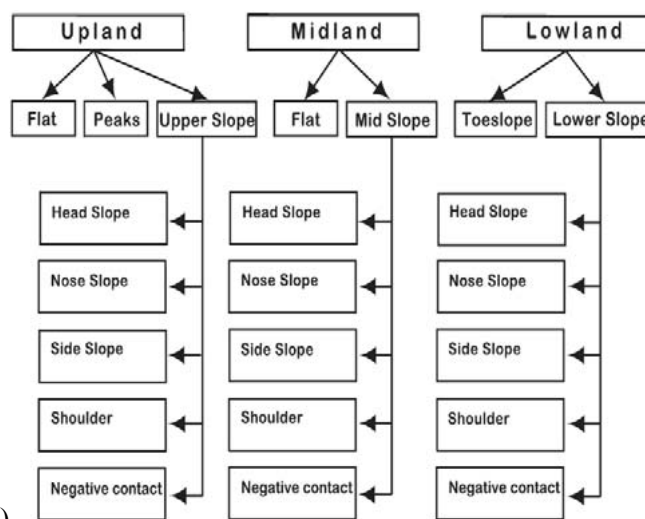 Upland Midland Lowland
Flat Peaks Upper Slope Flat Mid Slope Toeslope Lower Slope
Head Slope Head Slope Head Slope
Nose Slope Nose Slope Nose Slope
Side Slope Side Slope Side Slope
Shoulder Shoulder Shoulder
Negative contact Negative contact Negative contact
)